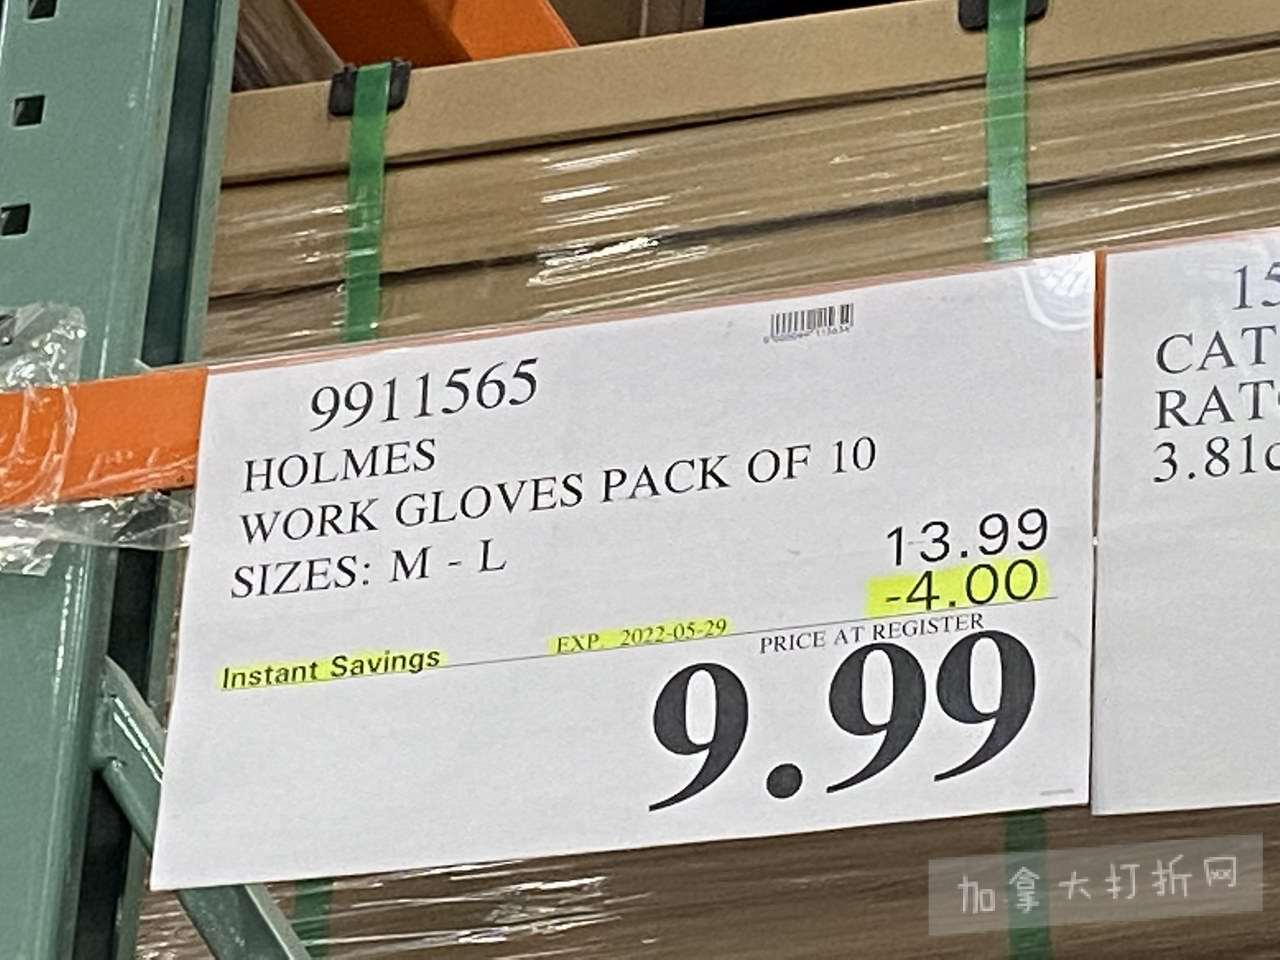 9911565
HOLMES
WORK GLOVES PACK OF 10
SIZES: M - L
13.99
-4.00
Instant Savings
EXP. 2022-05-29
PRICE AT REGISTER
9.99
15
CAT
RAT
3.81
加拿大打折网